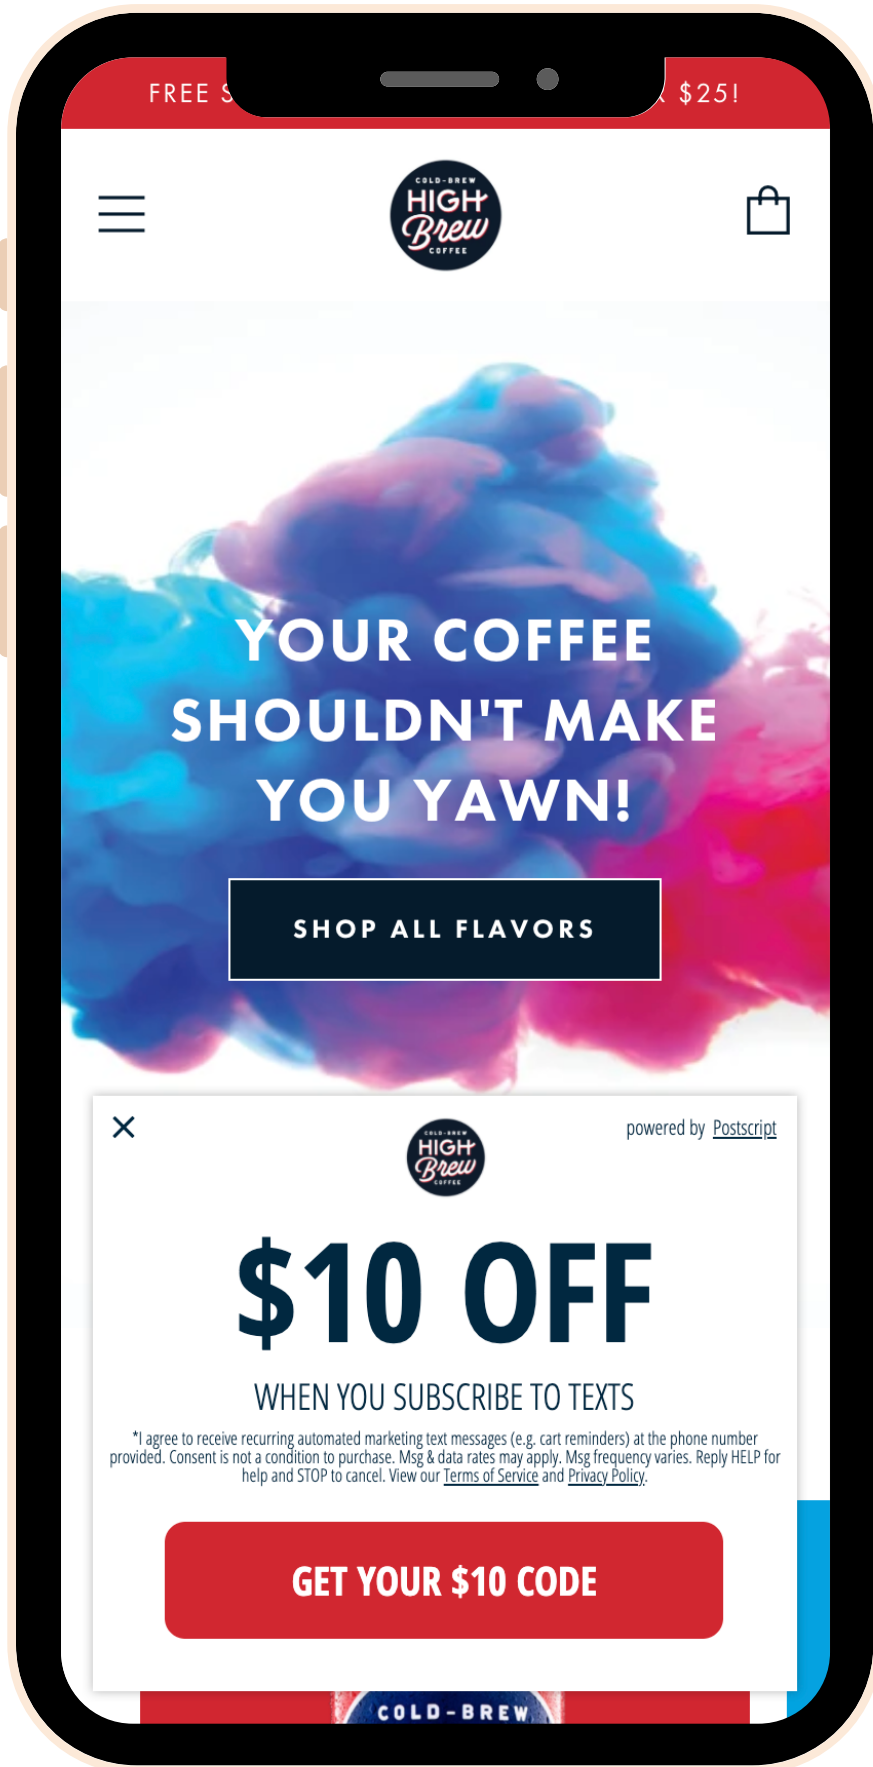 FREE $25!
COLD-BREW
HIGH
Brew
COFFEE
YOUR COFFEE
SHOULDN'T MAKE
YOU YAWN!
SHOP ALL FLAVORS
powered by Postscript
COLD-BREW
HIGH
Brew
COFFEE
$10 OFF
WHEN YOU SUBSCRIBE TO TEXTS
*I agree to receive recurring automated marketing text messages (e.g. cart reminders) at the phone number
provided. Consent is not a condition to purchase. Msg & data rates may apply. Msg frequency varies. Reply HELP for
help and STOP to cancel. View our Terms of Service and Privacy Policy.
GET YOUR $10 CODE
COLD-BREW